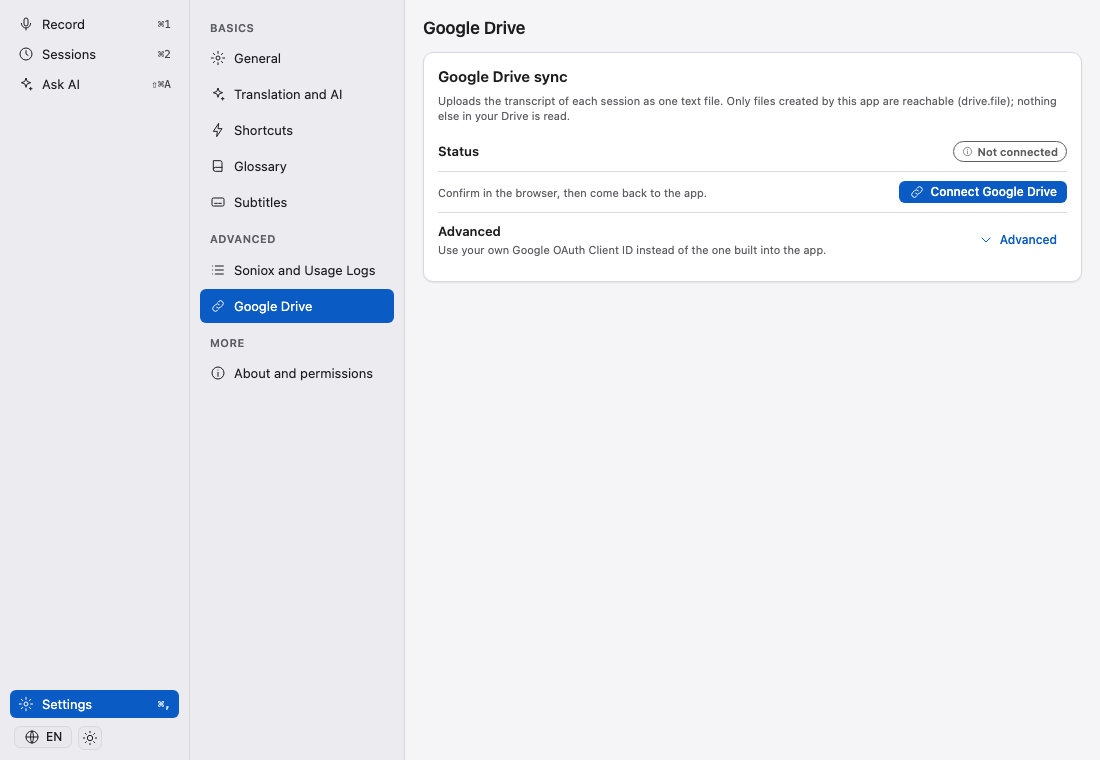 Record ⌘1
Sessions ⌘2
Ask AI ⇧⌘A
Settings ⌘,
EN
BASICS
General
Translation and AI
Shortcuts
Glossary
Subtitles
ADVANCED
Soniox and Usage Logs
Google Drive
MORE
About and permissions
Google Drive
Google Drive sync
Uploads the transcript of each session as one text file. Only files created by this app are reachable (drive.file); nothing
else in your Drive is read.
Status
Not connected
Confirm in the browser, then come back to the app.
Connect Google Drive
Advanced
Use your own Google OAuth Client ID instead of the one built into the app.
Advanced